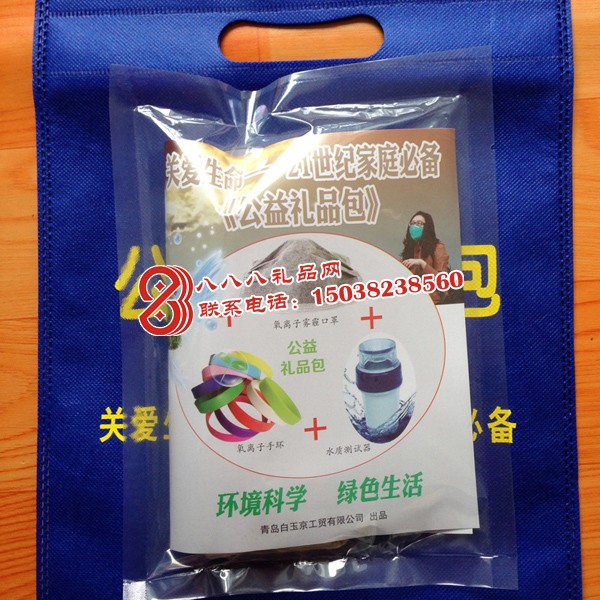 关爱生命——21世纪家庭必备
《公益礼品包》
八八八礼品网
联系电话：15038238560
公 包
+ 氧离子雾霾口罩 +
公益
礼品包
氧离子手环 + 水质测试器
关爱生 必备
环境科学 绿色生活
青岛白玉京工贸有限公司 出品